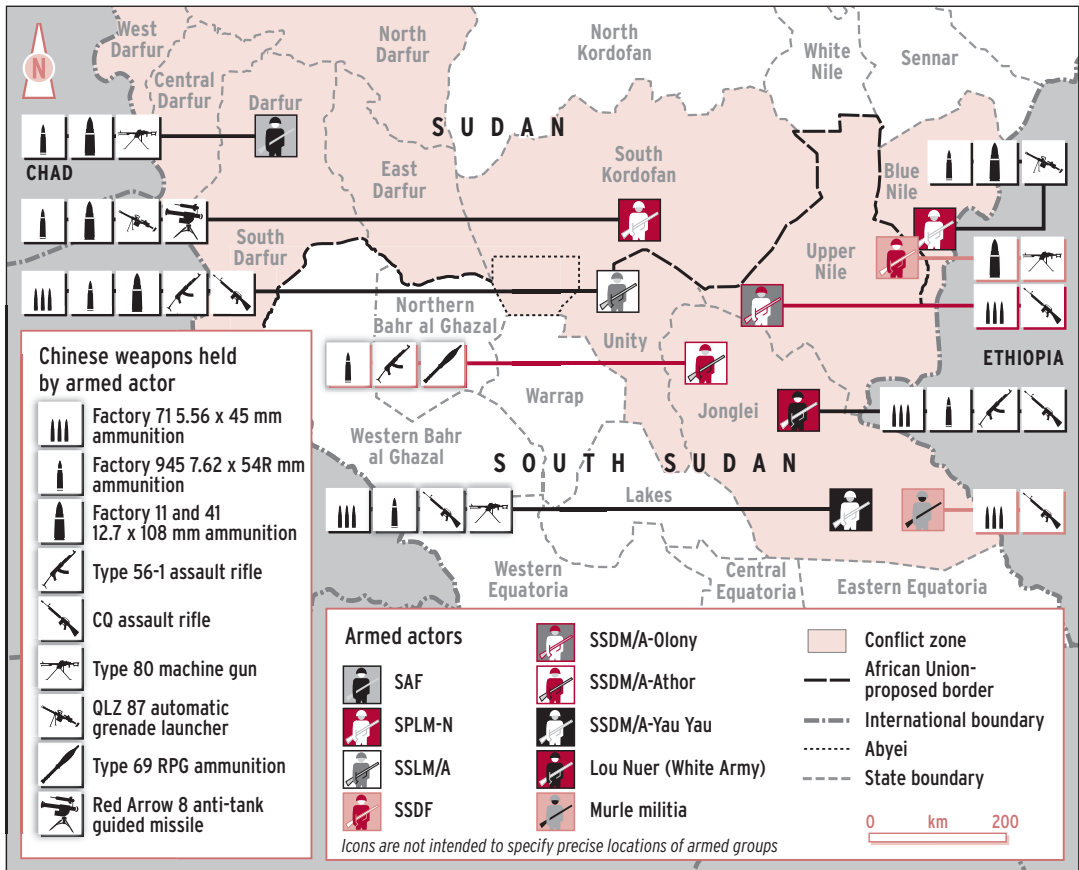 West
Darfur
North
Darfur
North
Kordofan
White
Nile
Sennar
N
Central
Darfur
Darfur
SUDAN
CHAD
East
Darfur
South
Kordofan
Blue
Nile
South
Darfur
Upper
Nile
Northern
Bahr al Ghazal
Unity
ETHIOPIA
Warrap
Jonglei
Western Bahr
al Ghazal
SOUTH SUDAN
Lakes
Western
Equatoria
Central
Equatoria
Eastern Equatoria
Chinese weapons held
by armed actor
Factory 71 5.56 x 45 mm
ammunition
Factory 945 7.62 x 54R mm
ammunition
Factory 11 and 41
12.7 x 108 mm ammunition
Type 56-1 assault rifle
CQ assault rifle
Type 80 machine gun
QLZ 87 automatic
grenade launcher
Type 69 RPG ammunition
Red Arrow 8 anti-tank
guided missile
Armed actors
SAF
SPLM-N
SSLM/A
SSDF
SSDM/A-Olony
SSDM/A-Athor
SSDM/A-Yau Yau
Lou Nuer (White Army)
Murle militia
Conflict zone
African Union-
proposed border
International boundary
Abyei
State boundary
0 km 200
Icons are not intended to specify precise locations of armed groups